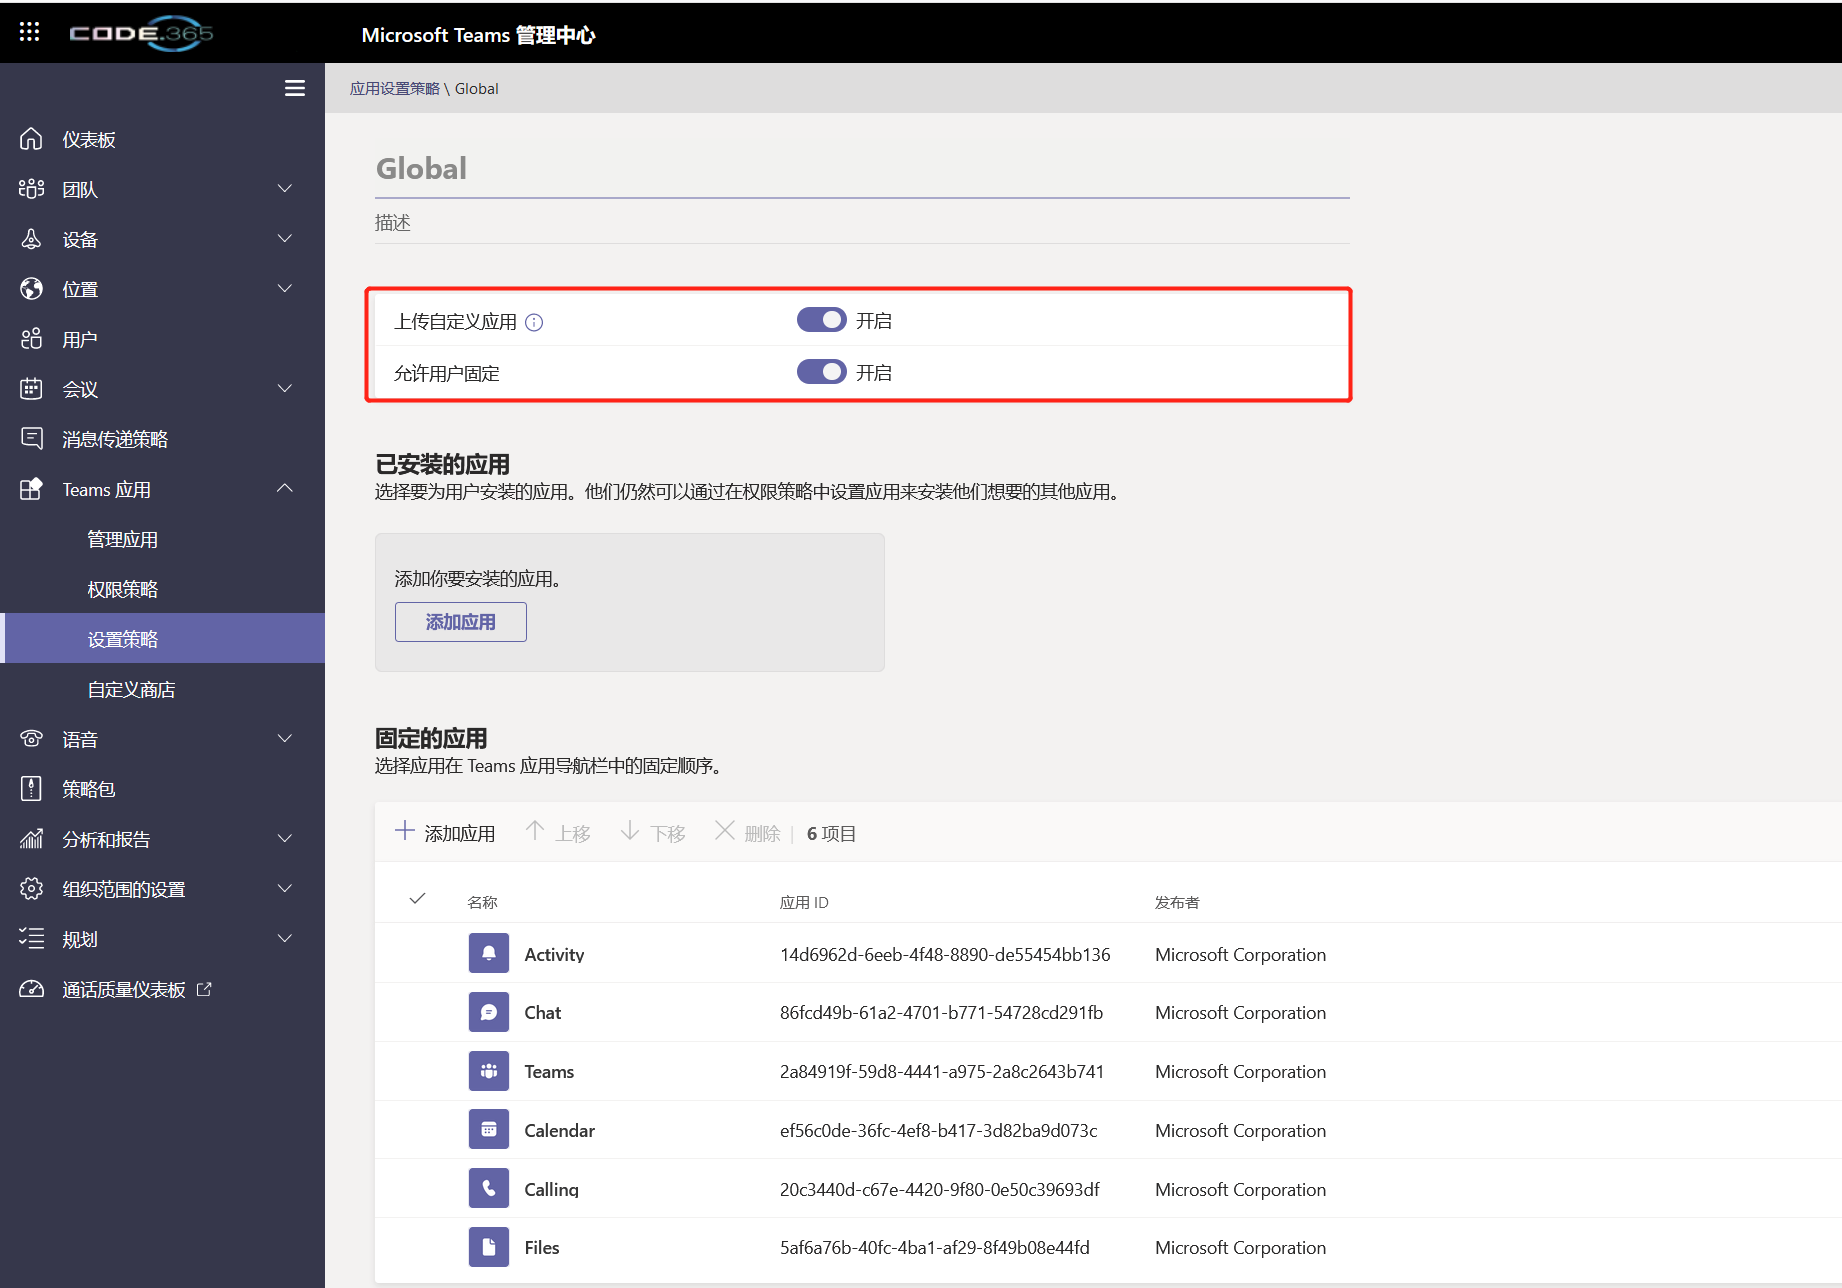 CODE.365
Microsoft Teams 管理中心
应用设置策略 \ Global
仪表板
团队
设备
位置
用户
会议
消息传递策略
Teams 应用
管理应用
权限策略
设置策略
自定义商店
语音
策略包
分析和报告
组织范围的设置
规划
通话质量仪表板
Global
描述
上传自定义应用 开启
允许用户固定 开启
已安装的应用
选择要为用户安装的应用。他们仍然可以通过在权限策略中设置应用来安装他们想要的其他应用。
添加你要安装的应用。
添加应用
固定的应用
选择应用在 Teams 应用导航栏中的固定顺序。
添加应用 上移 下移 删除 | 6 项目
名称 应用 ID 发布者
Activity 14d6962d-6eeb-4f48-8890-de55454bb136 Microsoft Corporation
Chat 86fcd49b-61a2-4701-b771-54728cd291fb Microsoft Corporation
Teams 2a84919f-59d8-4441-a975-2a8c2643b741 Microsoft Corporation
Calendar ef56c0de-36fc-4ef8-b417-3d82ba9d073c Microsoft Corporation
Calling 20c3440d-c67e-4420-9f80-0e50c39693df Microsoft Corporation
Files 5af6a76b-40fc-4ba1-af29-8f49b08e44fd Microsoft Corporation